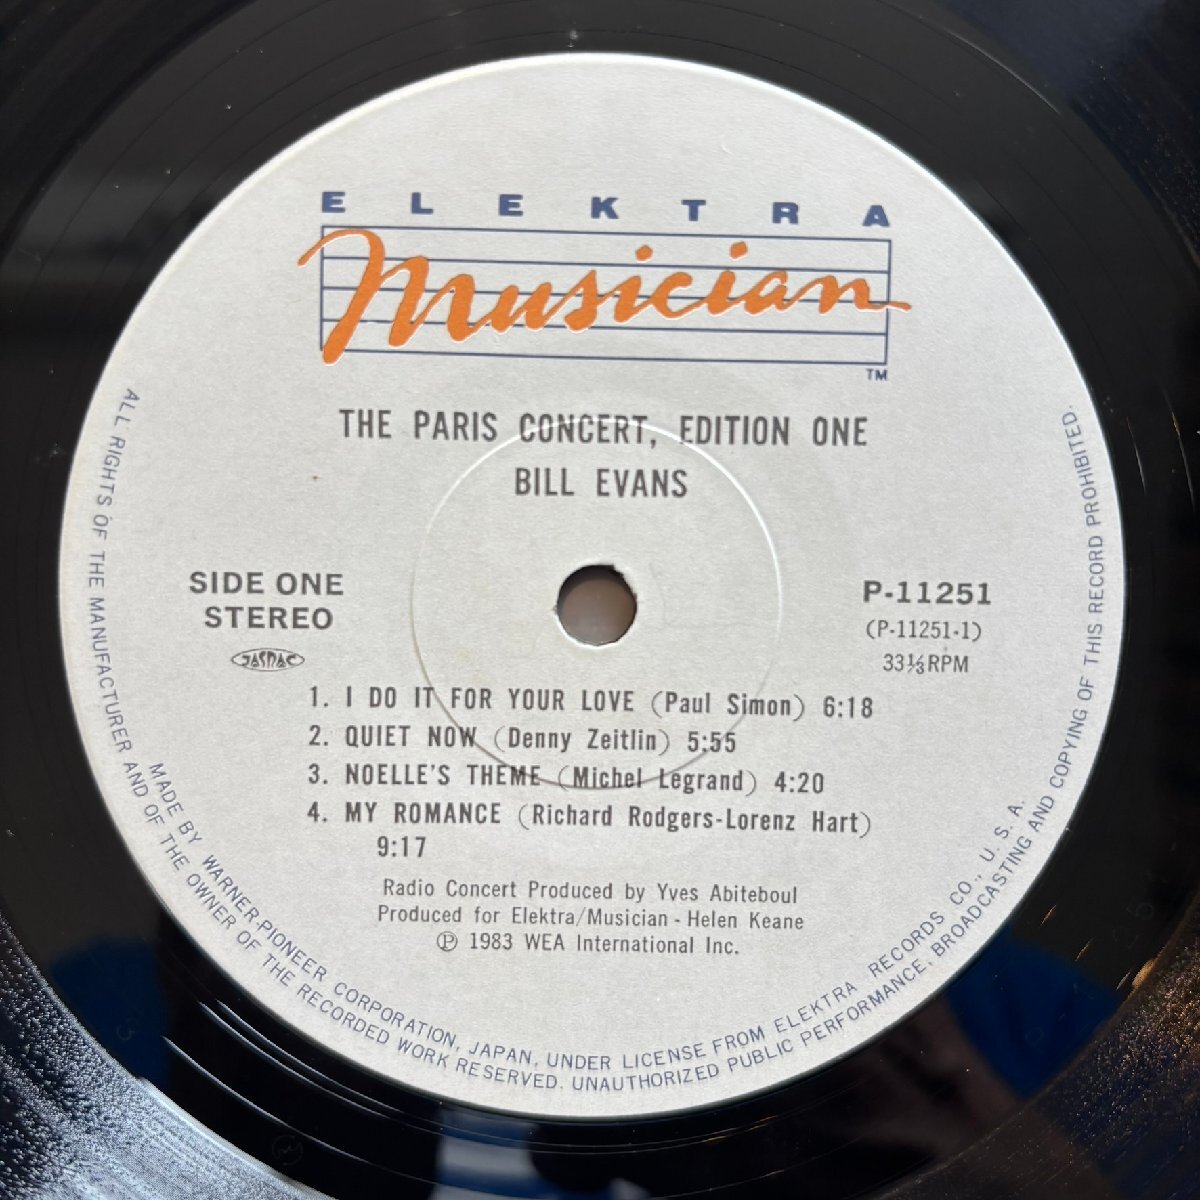 ELEKTRA
Musician
TM
THE PARIS CONCERT, EDITION ONE
BILL EVANS
SIDE ONE
STEREO
JASRAC
P-11251
(P-11251-1)
33⅓RPM
1. I DO IT FOR YOUR LOVE (Paul Simon) 6:18
2. QUIET NOW (Denny Zeitlin) 5:55
3. NOELLE'S THEME (Michel Legrand) 4:20
4. MY ROMANCE (Richard Rodgers-Lorenz Hart)
9:17
Radio Concert Produced by Yves Abiteboul
Produced for Elektra/Musician - Helen Keane
℗ 1983 WEA International Inc.
MADE BY WARNER-PIONEER CORPORATION, JAPAN, UNDER LICENSE FROM ELEKTRA RECORDS CO., U.S.A.
ALL RIGHTS OF THE MANUFACTURER AND OF THE OWNER OF THE RECORDED WORK RESERVED. UNAUTHORIZED PUBLIC PERFORMANCE, BROADCASTING AND COPYING OF THIS RECORD PROHIBITED.